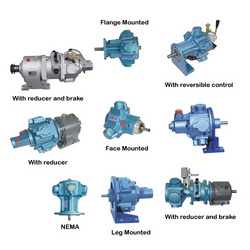 Flange Mounted
With reversible control
With reducer and brake
With reducer
Face Mounted
With reducer and brake
NEMA
Leg Mounted